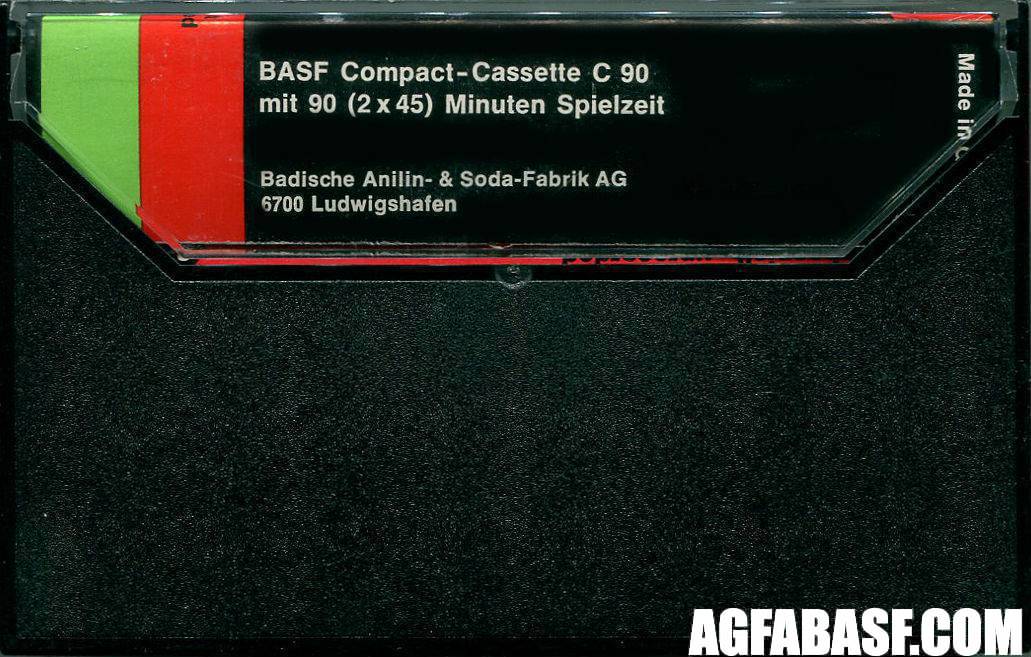 BASF Compact-Cassette C 90
mit 90 (2 x 45) Minuten Spielzeit
Badische Anilin- & Soda-Fabrik AG
6700 Ludwigshafen
Made in
AGFABASF.COM